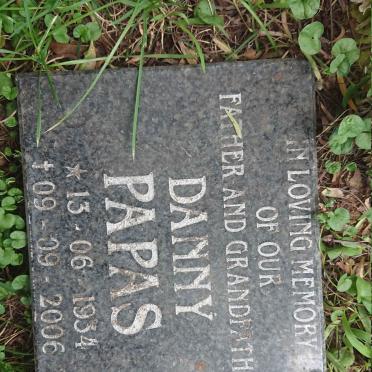 IN LOVING MEMORY
OF OUR
FATHER AND GRANDFATH
DANNY
PAPAS
★ 13 - 06 - 1934
✝ 09 - 09 - 2006